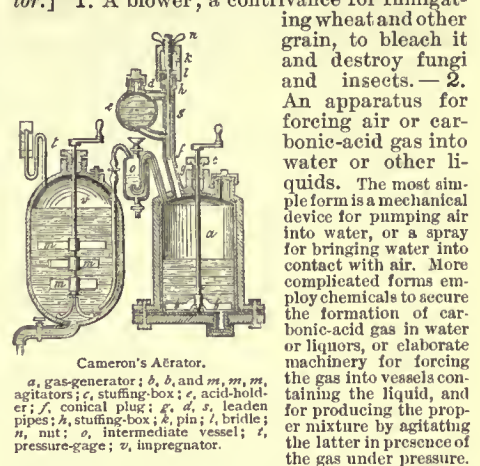 tor.] 1. A blower; a contrivance for fumigat-
ing wheat and other
grain, to bleach it
and destroy fungi
and insects. — 2.
An apparatus for
forcing air or car-
bonic-acid gas into
water or other li-
quids. The most sim-
ple form is a mechanical
device for pumping air
into water, or a spray
for bringing water into
contact with air. More
complicated forms em-
ploy chemicals to secure
the formation of car-
bonic-acid gas in water
or liquors, or elaborate
machinery for forcing
the gas into vessels con-
taining the liquid, and
for producing the prop-
er mixture by agitating
the latter in presence of
the gas under pressure.
n
k
l
d
h
e
g
t
f
o
c
v
a
m
m
m
b
b
Cameron's Aërator.
a, gas-generator; b, b, and m, m, m,
agitators; c, stuffing-box; e, acid-hold-
er; f, conical plug; g, d, s, leaden
pipes; h, stuffing-box; k, pin; l, bridle;
n, nut; o, intermediate vessel; t,
pressure-gage; v, impregnator.